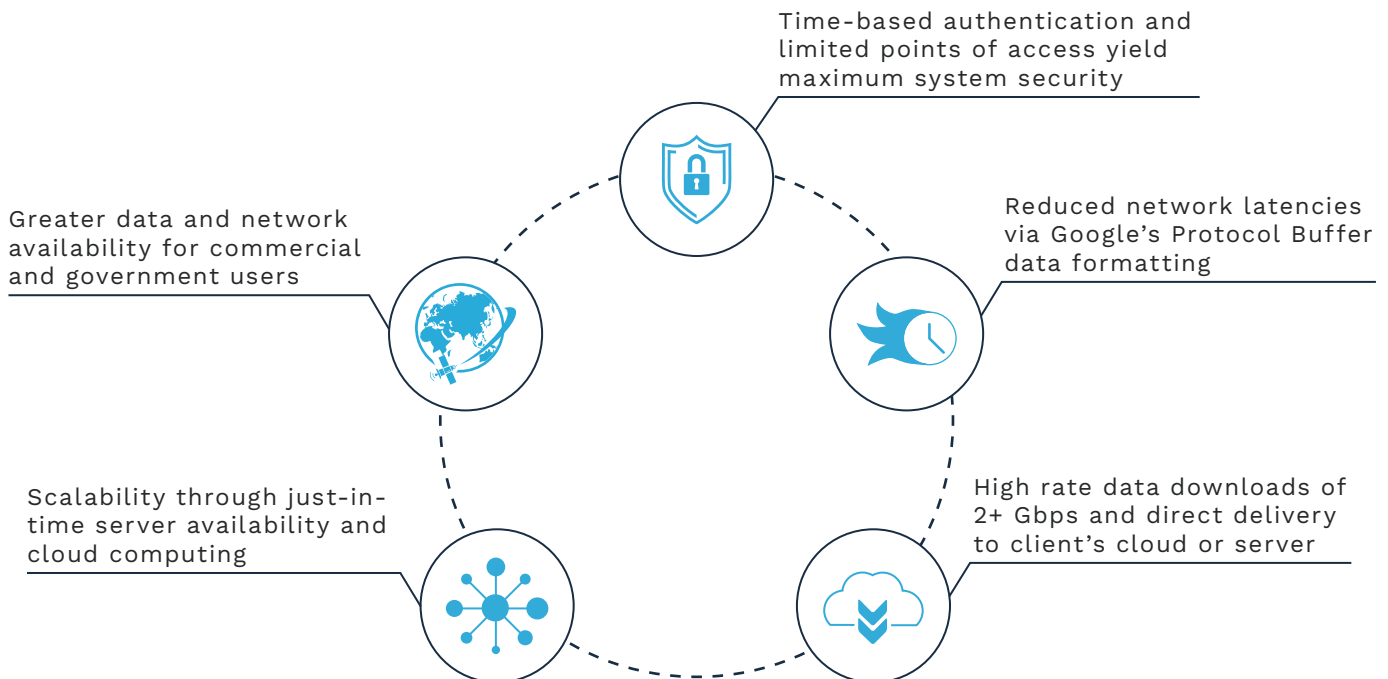 Time-based authentication and
limited points of access yield
maximum system security
Greater data and network
availability for commercial
and government users
Reduced network latencies
via Google's Protocol Buffer
data formatting
Scalability through just-in-
time server availability and
cloud computing
High rate data downloads of
2+ Gbps and direct delivery
to client's cloud or server